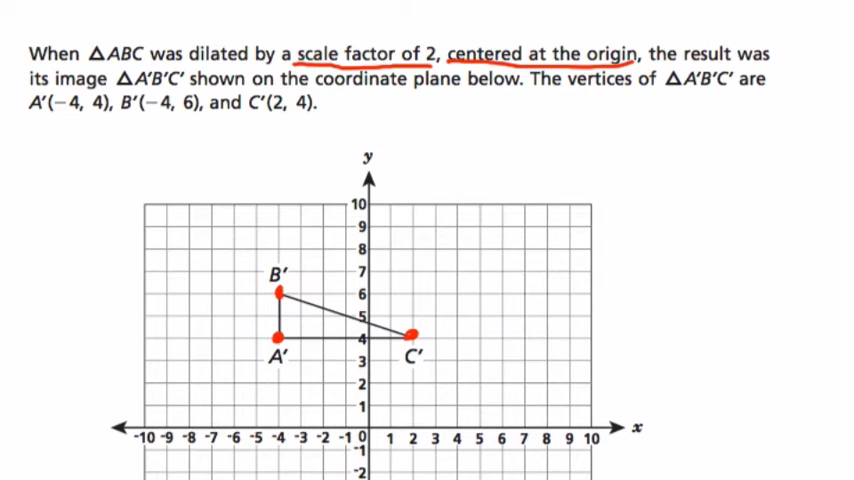 When △ABC was dilated by a scale factor of 2, centered at the origin, the result was
its image △A′B′C′ shown on the coordinate plane below. The vertices of △A′B′C′ are
A′(−4, 4), B′(−4, 6), and C′(2, 4).
y
10
9
8
B′ 7
6
5
4
A′ 3 C′
2
1
-10 -9 -8 -7 -6 -5 -4 -3 -2 -1 0 1 2 3 4 5 6 7 8 9 10 x
-1
-2